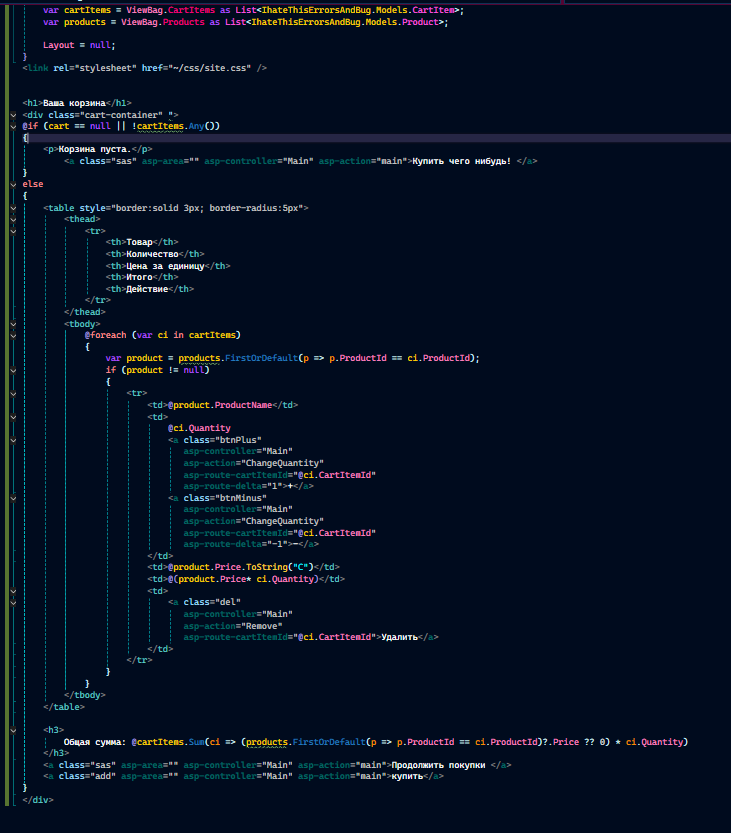 var cartItems = ViewBag.CartItems as List<IhateThisErrorsAndBug.Models.CartItem>;
var products = ViewBag.Products as List<IhateThisErrorsAndBug.Models.Product>;
Layout = null;
}
<link rel="stylesheet" href="~/css/site.css" />
<h1>Ваша корзина</h1>
<div class="cart-container" ">
@if (cart == null || !cartItems.Any())
{
<p>Корзина пуста.</p>
<a class="sas" asp-area="" asp-controller="Main" asp-action="main">Купить чего нибудь! </a>
}
else
{
<table style="border:solid 3px; border-radius:5px">
<thead>
<tr>
<th>Товар</th>
<th>Количество</th>
<th>Цена за единицу</th>
<th>Итого</th>
<th>Действие</th>
</tr>
</thead>
<tbody>
@foreach (var ci in cartItems)
{
var product = products.FirstOrDefault(p => p.ProductId == ci.ProductId);
if (product != null)
{
<tr>
<td>@product.ProductName</td>
<td>
@ci.Quantity
<a class="btnPlus"
asp-controller="Main"
asp-action="ChangeQuantity"
asp-route-cartItemId="@ci.CartItemId"
asp-route-delta="1">+</a>
<a class="btnMinus"
asp-controller="Main"
asp-action="ChangeQuantity"
asp-route-cartItemId="@ci.CartItemId"
asp-route-delta="-1">-</a>
</td>
<td>@product.Price.ToString("C")</td>
<td>@(product.Price* ci.Quantity)</td>
<td>
<a class="del"
asp-controller="Main"
asp-action="Remove"
asp-route-cartItemId="@ci.CartItemId">Удалить</a>
</td>
</tr>
}
}
</tbody>
</table>
<h3>
Общая сумма: @cartItems.Sum(ci => (products.FirstOrDefault(p => p.ProductId == ci.ProductId)?.Price ?? 0) * ci.Quantity)
</h3>
<a class="sas" asp-area="" asp-controller="Main" asp-action="main">Продолжить покупки </a>
<a class="add" asp-area="" asp-controller="Main" asp-action="main">купить</a>
}
</div>